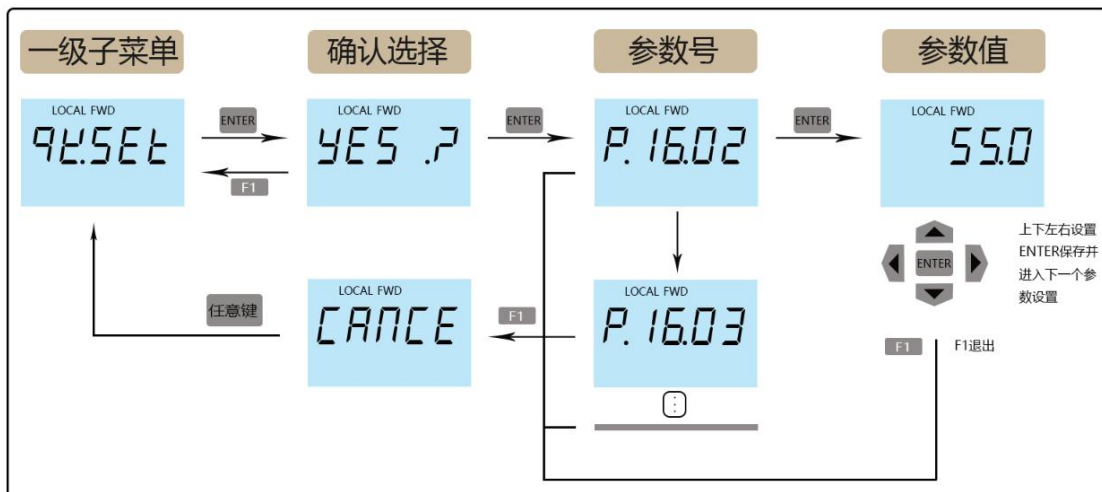 一级子菜单
确认选择
参数号
参数值
LOCAL FWD
qk.SEt
ENTER
F1
LOCAL FWD
YES .?
ENTER
LOCAL FWD
P. 16.02
ENTER
LOCAL FWD
55.0
上下左右设置
ENTER保存并
进入下一个参
数设置
ENTER
F1
F1退出
任意键
LOCAL FWD
CANCE
F1
LOCAL FWD
P. 16.03